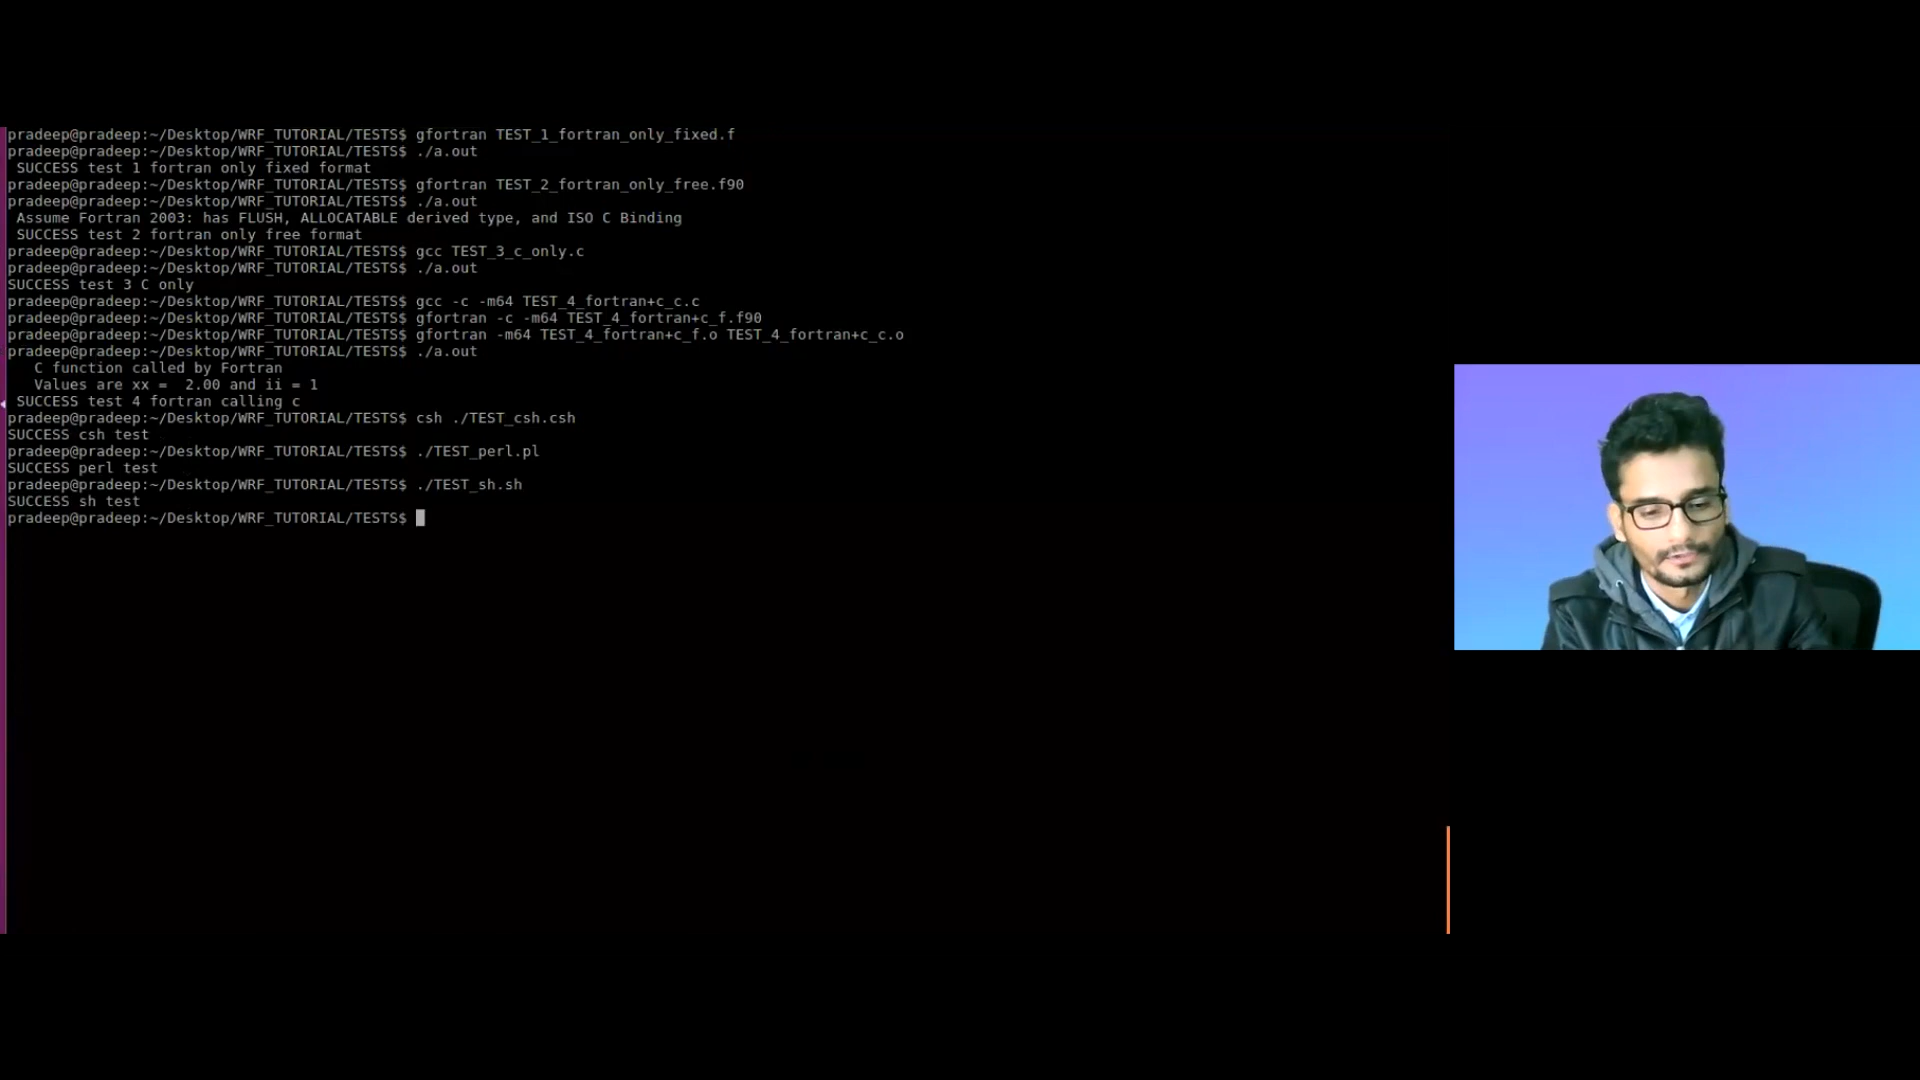 pradeep@pradeep:~/Desktop/WRF_TUTORIAL/TESTS$ gfortran TEST_1_fortran_only_fixed.f
pradeep@pradeep:~/Desktop/WRF_TUTORIAL/TESTS$ ./a.out
SUCCESS test 1 fortran only fixed format
pradeep@pradeep:~/Desktop/WRF_TUTORIAL/TESTS$ gfortran TEST_2_fortran_only_free.f90
pradeep@pradeep:~/Desktop/WRF_TUTORIAL/TESTS$ ./a.out
Assume Fortran 2003: has FLUSH, ALLOCATABLE derived type, and ISO C Binding
SUCCESS test 2 fortran only free format
pradeep@pradeep:~/Desktop/WRF_TUTORIAL/TESTS$ gcc TEST_3_c_only.c
pradeep@pradeep:~/Desktop/WRF_TUTORIAL/TESTS$ ./a.out
SUCCESS test 3 C only
pradeep@pradeep:~/Desktop/WRF_TUTORIAL/TESTS$ gcc -c -m64 TEST_4_fortran+c_c.c
pradeep@pradeep:~/Desktop/WRF_TUTORIAL/TESTS$ gfortran -c -m64 TEST_4_fortran+c_f.f90
pradeep@pradeep:~/Desktop/WRF_TUTORIAL/TESTS$ gfortran -m64 TEST_4_fortran+c_f.o TEST_4_fortran+c_c.o
pradeep@pradeep:~/Desktop/WRF_TUTORIAL/TESTS$ ./a.out
C function called by Fortran
Values are xx =  2.00 and ii = 1
SUCCESS test 4 fortran calling c
pradeep@pradeep:~/Desktop/WRF_TUTORIAL/TESTS$ csh ./TEST_csh.csh
SUCCESS csh test
pradeep@pradeep:~/Desktop/WRF_TUTORIAL/TESTS$ ./TEST_perl.pl
SUCCESS perl test
pradeep@pradeep:~/Desktop/WRF_TUTORIAL/TESTS$ ./TEST_sh.sh
SUCCESS sh test
pradeep@pradeep:~/Desktop/WRF_TUTORIAL/TESTS$